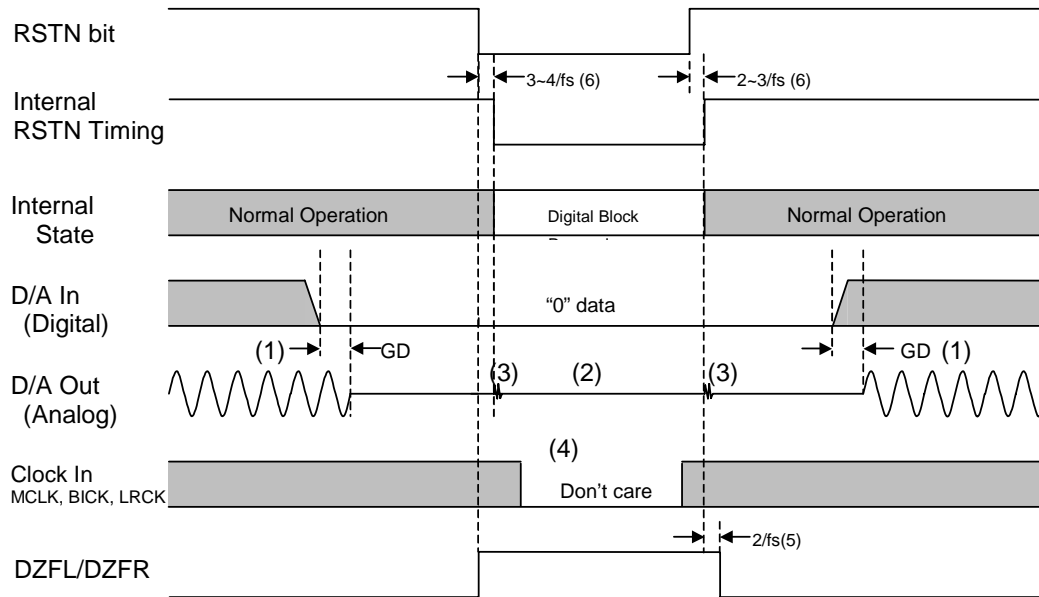 RSTN bit
3~4/fs (6)
2~3/fs (6)
Internal
RSTN Timing
Internal
State
Normal Operation
Digital Block
Normal Operation
D/A In
(Digital)
“0” data
(1)
GD
GD
(1)
D/A Out
(Analog)
(3)
(2)
(3)
(4)
Clock In
MCLK, BICK, LRCK
Don’t care
2/fs(5)
DZFL/DZFR